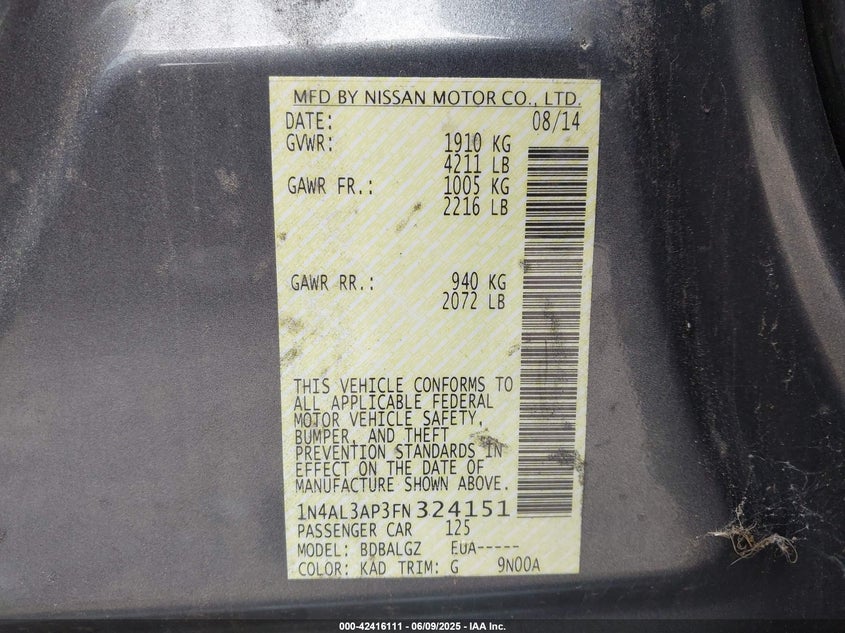 MFD BY NISSAN MOTOR CO., LTD.
DATE: 08/14
GVWR: 1910 KG
4211 LB
GAWR FR.: 1005 KG
2216 LB
GAWR RR.: 940 KG
2072 LB
THIS VEHICLE CONFORMS TO
ALL APPLICABLE FEDERAL
MOTOR VEHICLE SAFETY,
BUMPER, AND THEFT
PREVENTION STANDARDS IN
EFFECT ON THE DATE OF
MANUFACTURE SHOWN ABOVE.
1N4AL3AP3FN324151
PASSENGER CAR 125
MODEL: BDBALGZ EUA-----
COLOR: KAD TRIM: G 9N00A
000-42416111 - 06/09/2025 - IAA Inc.